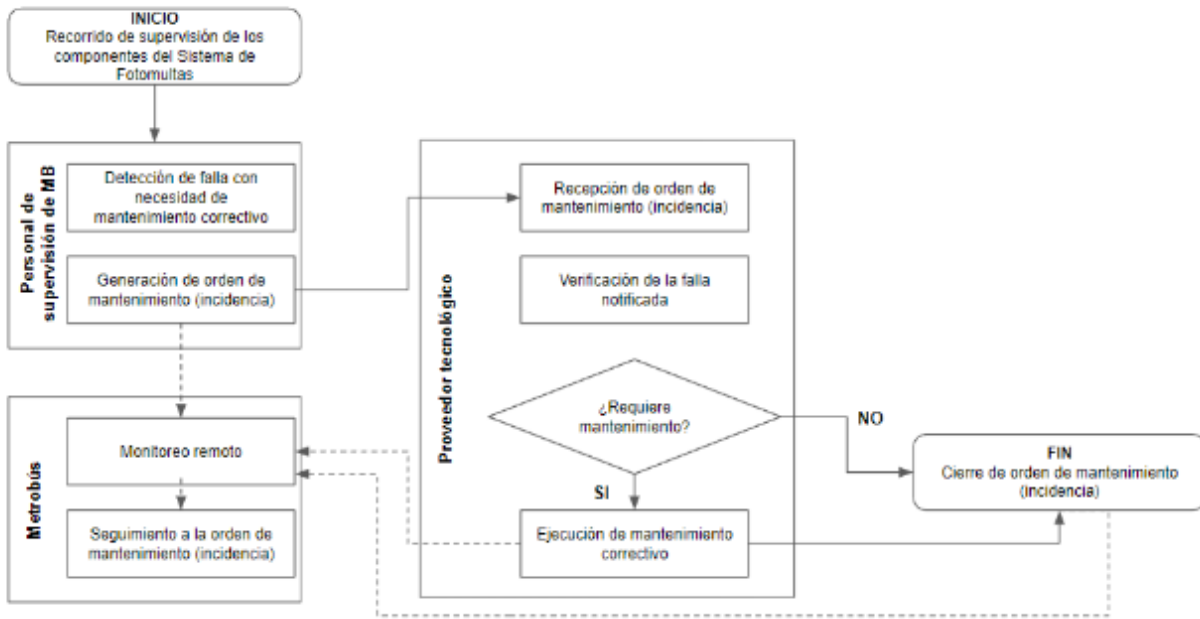 INICIO
Recorrido de supervisión de los
componentes del Sistema de
Fotomultas
Personal de
supervisión de MB
Detección de falla con
necesidad de
mantenimiento correctivo
Generación de orden de
mantenimiento (incidencia)
Metrobús
Monitoreo remoto
Seguimiento a la orden de
mantenimiento (incidencia)
Proveedor tecnológico
Recepción de orden de
mantenimiento (incidencia)
Verificación de la falla
notificada
¿Requiere
mantenimiento?
NO
SI
Ejecución de mantenimiento
correctivo
FIN
Cierre de orden de mantenimiento
(incidencia)